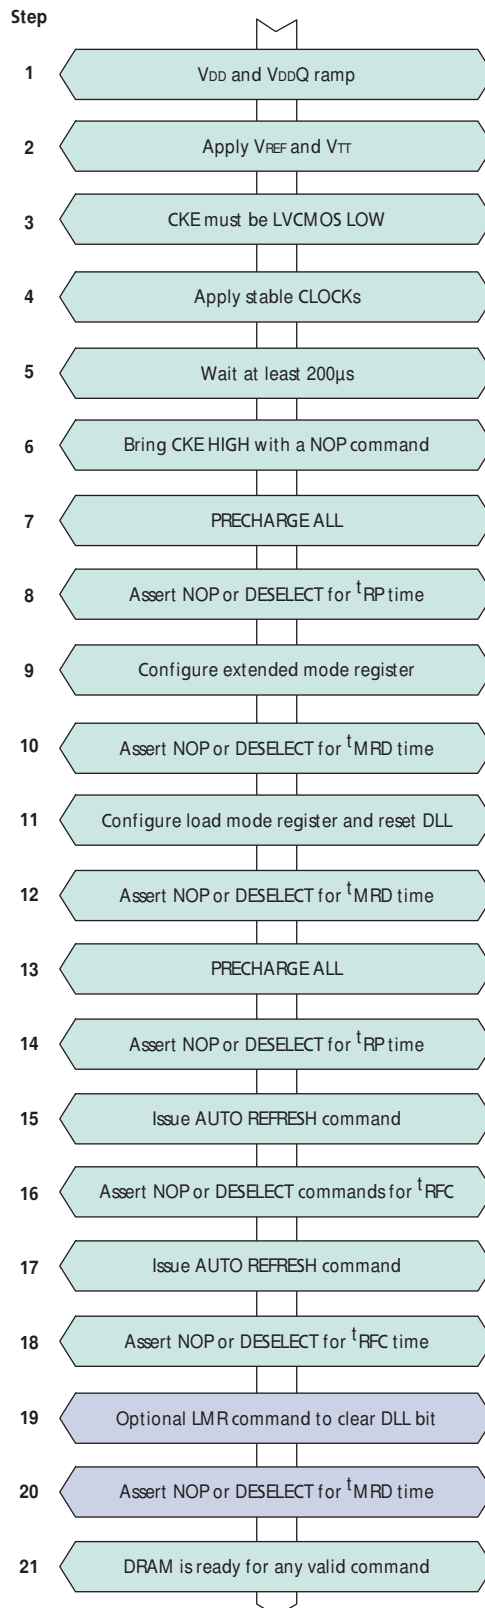 Step
1 VDD and VDDQ ramp
2 Apply VREF and VTT
3 CKE must be LVCMOS LOW
4 Apply stable CLOCKs
5 Wait at least 200µs
6 Bring CKE HIGH with a NOP command
7 PRECHARGE ALL
8 Assert NOP or DESELECT for tRP time
9 Configure extended mode register
10 Assert NOP or DESELECT for tMRD time
11 Configure load mode register and reset DLL
12 Assert NOP or DESELECT for tMRD time
13 PRECHARGE ALL
14 Assert NOP or DESELECT for tRP time
15 Issue AUTO REFRESH command
16 Assert NOP or DESELECT commands for tRFC
17 Issue AUTO REFRESH command
18 Assert NOP or DESELECT for tRFC time
19 Optional LMR command to clear DLL bit
20 Assert NOP or DESELECT for tMRD time
21 DRAM is ready for any valid command